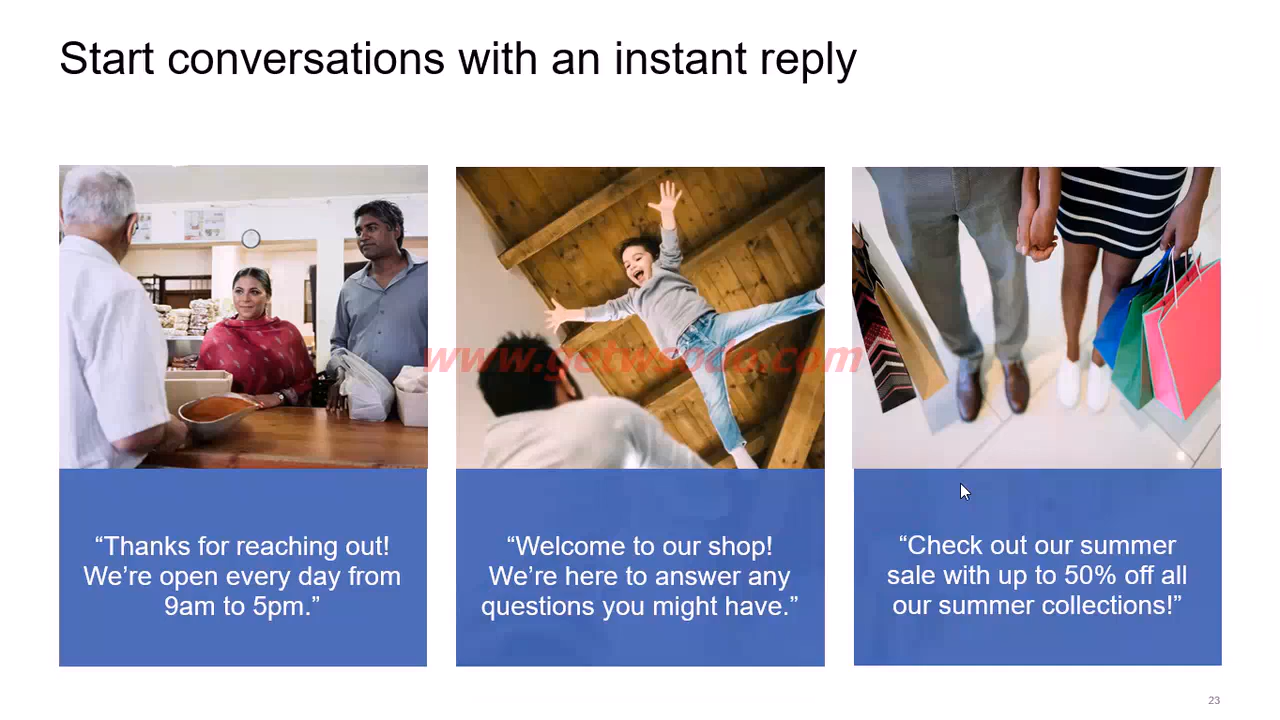 Start conversations with an instant reply
www.getwsodo.com
“Thanks for reaching out!
We’re open every day from
9am to 5pm.”
“Welcome to our shop!
We’re here to answer any
questions you might have.”
“Check out our summer
sale with up to 50% off all
our summer collections!”
23